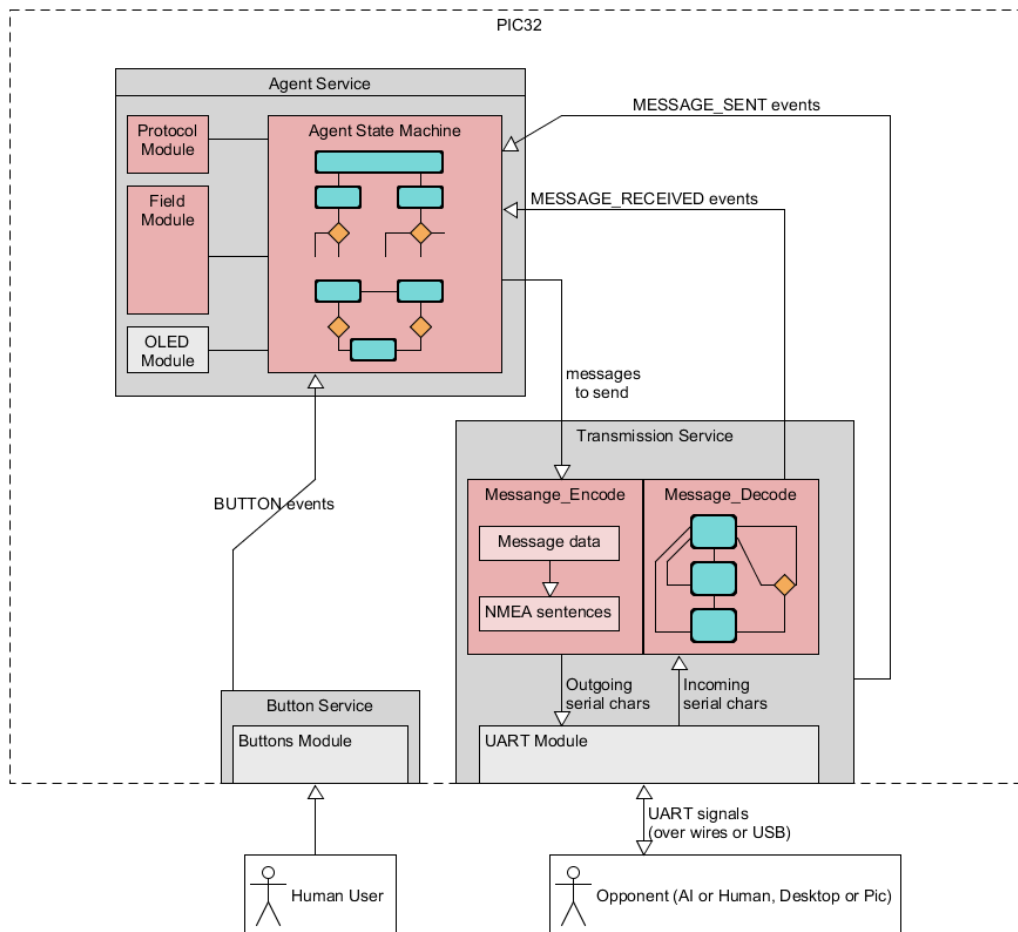 PIC32
Agent Service
MESSAGE_SENT events
Protocol
Module
Agent State Machine
Field
Module
MESSAGE_RECEIVED events
OLED
Module
messages
to send
Transmission Service
BUTTON events
Messange_Encode
Message_Decode
Message data
NMEA sentences
Outgoing
serial chars
Incoming
serial chars
Button Service
Buttons Module
UART Module
UART signals
(over wires or USB)
Human User
Opponent (AI or Human, Desktop or Pic)